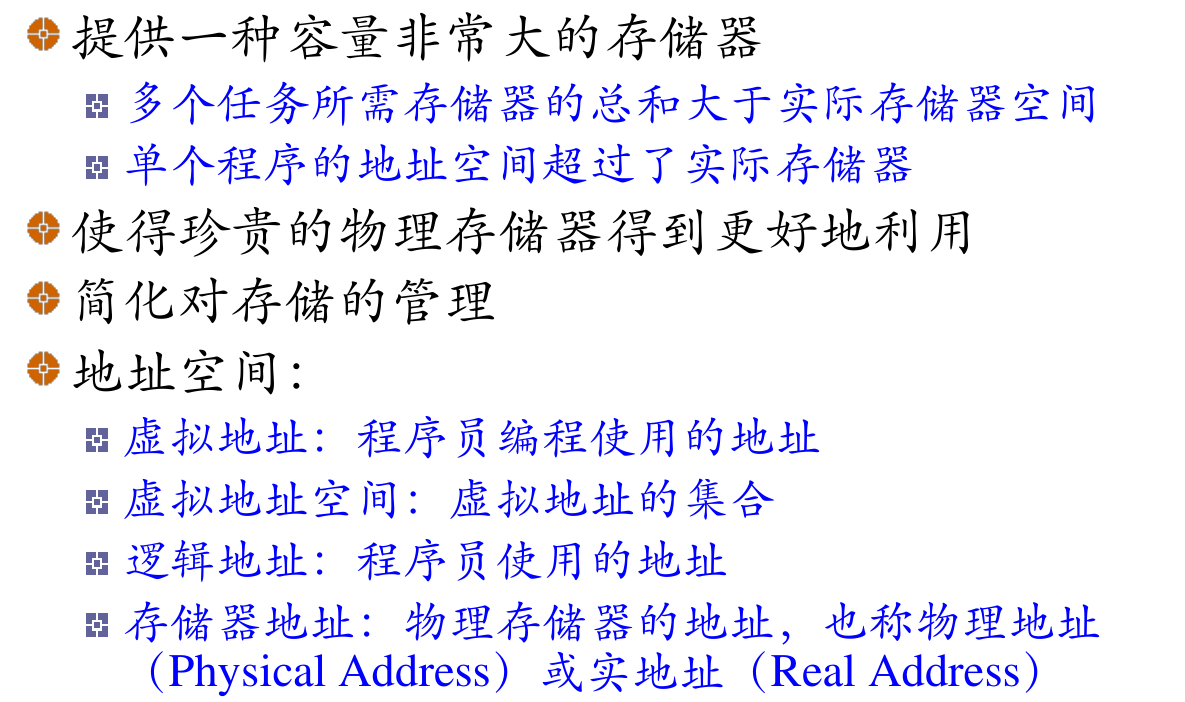 提供一种容量非常大的存储器
多个任务所需存储器的总和大于实际存储器空间
单个程序的地址空间超过了实际存储器
使得珍贵的物理存储器得到更好地利用
简化对存储的管理
地址空间：
虚拟地址：程序员编程使用的地址
虚拟地址空间：虚拟地址的集合
逻辑地址：程序员使用的地址
存储器地址：物理存储器的地址，也称物理地址
（Physical Address）或实地址（Real Address）